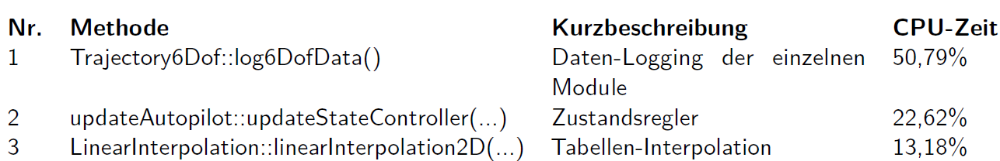 Nr. Methode Kurzbeschreibung CPU-Zeit
1 Trajectory6Dof::log6DofData() Daten-Logging der einzelnen 50,79%
Module
2 updateAutopilot::updateStateController(...) Zustandsregler 22,62%
3 LinearInterpolation::linearInterpolation2D(...) Tabellen-Interpolation 13,18%